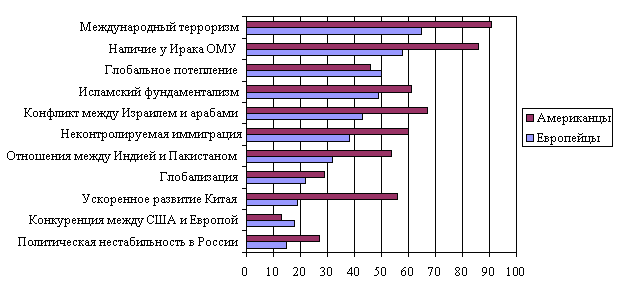 Международный терроризм
Наличие у Ирака ОМУ
Глобальное потепление
Исламский фундаментализм
Конфликт между Израилем и арабами
Неконтролируемая иммиграция
Отношения между Индией и Пакистаном
Глобализация
Ускоренное развитие Китая
Конкуренция между США и Европой
Политическая нестабильность в России
0 10 20 30 40 50 60 70 80 90 100
Американцы
Европейцы